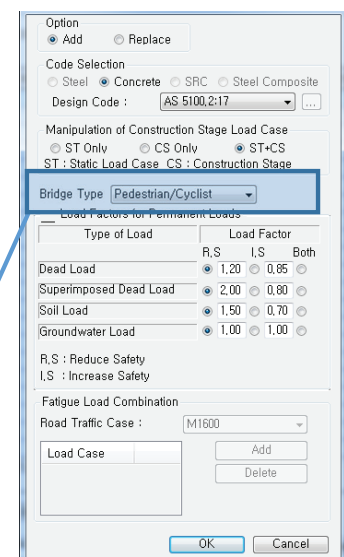 Option
Add Replace
Code Selection
Steel Concrete SRC Steel Composite
Design Code : AS 5100,2:17 ...
Manipulation of Construction Stage Load Case
ST Only CS Only ST+CS
ST : Static Load Case CS : Construction Stage
Bridge Type Pedestrian/Cyclist
Load Factors for Permanent Loads
Type of Load Load Factor
R,S I,S Both
Dead Load 1,20 0,85
Superimposed Dead Load 2,00 0,80
Soil Load 1,50 0,70
Groundwater Load 1,00 1,00
R,S : Reduce Safety
I,S : Increase Safety
Fatigue Load Combination
Road Traffic Case : M1600
Load Case Add
Delete
OK Cancel